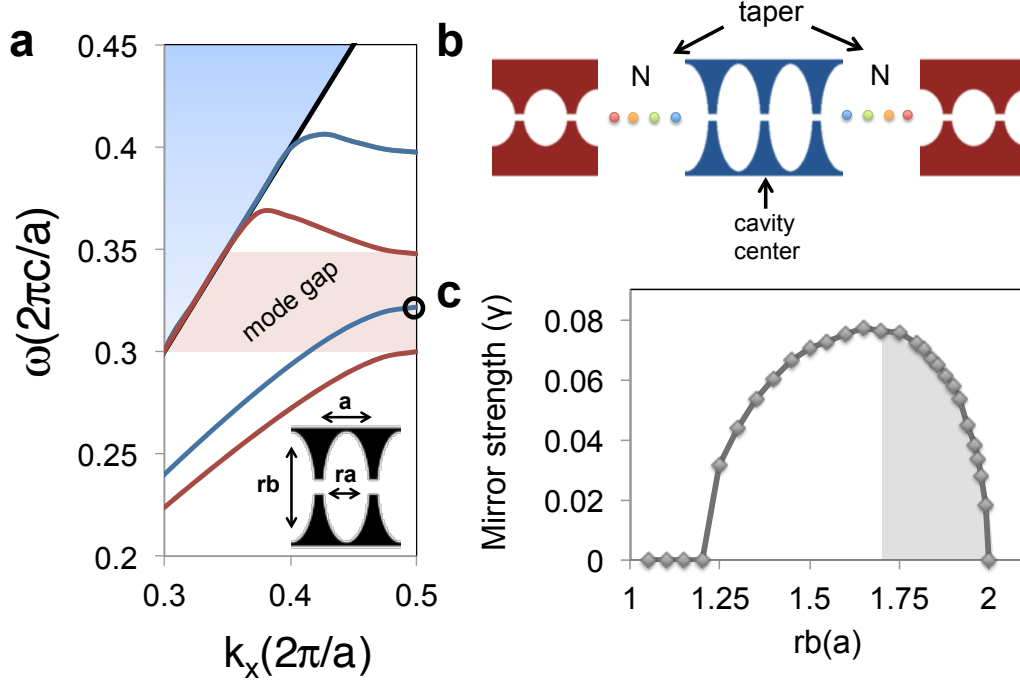 a
ω(2πc/a)
0.45
0.4
0.35
0.3
0.25
0.2
mode gap
a
rb
ra
0.3
0.4
0.5
kx(2π/a)
b
taper
N
N
cavity
center
c
Mirror strength (γ)
0.08
0.06
0.04
0.02
0
1
1.25
1.5
1.75
2
rb(a)